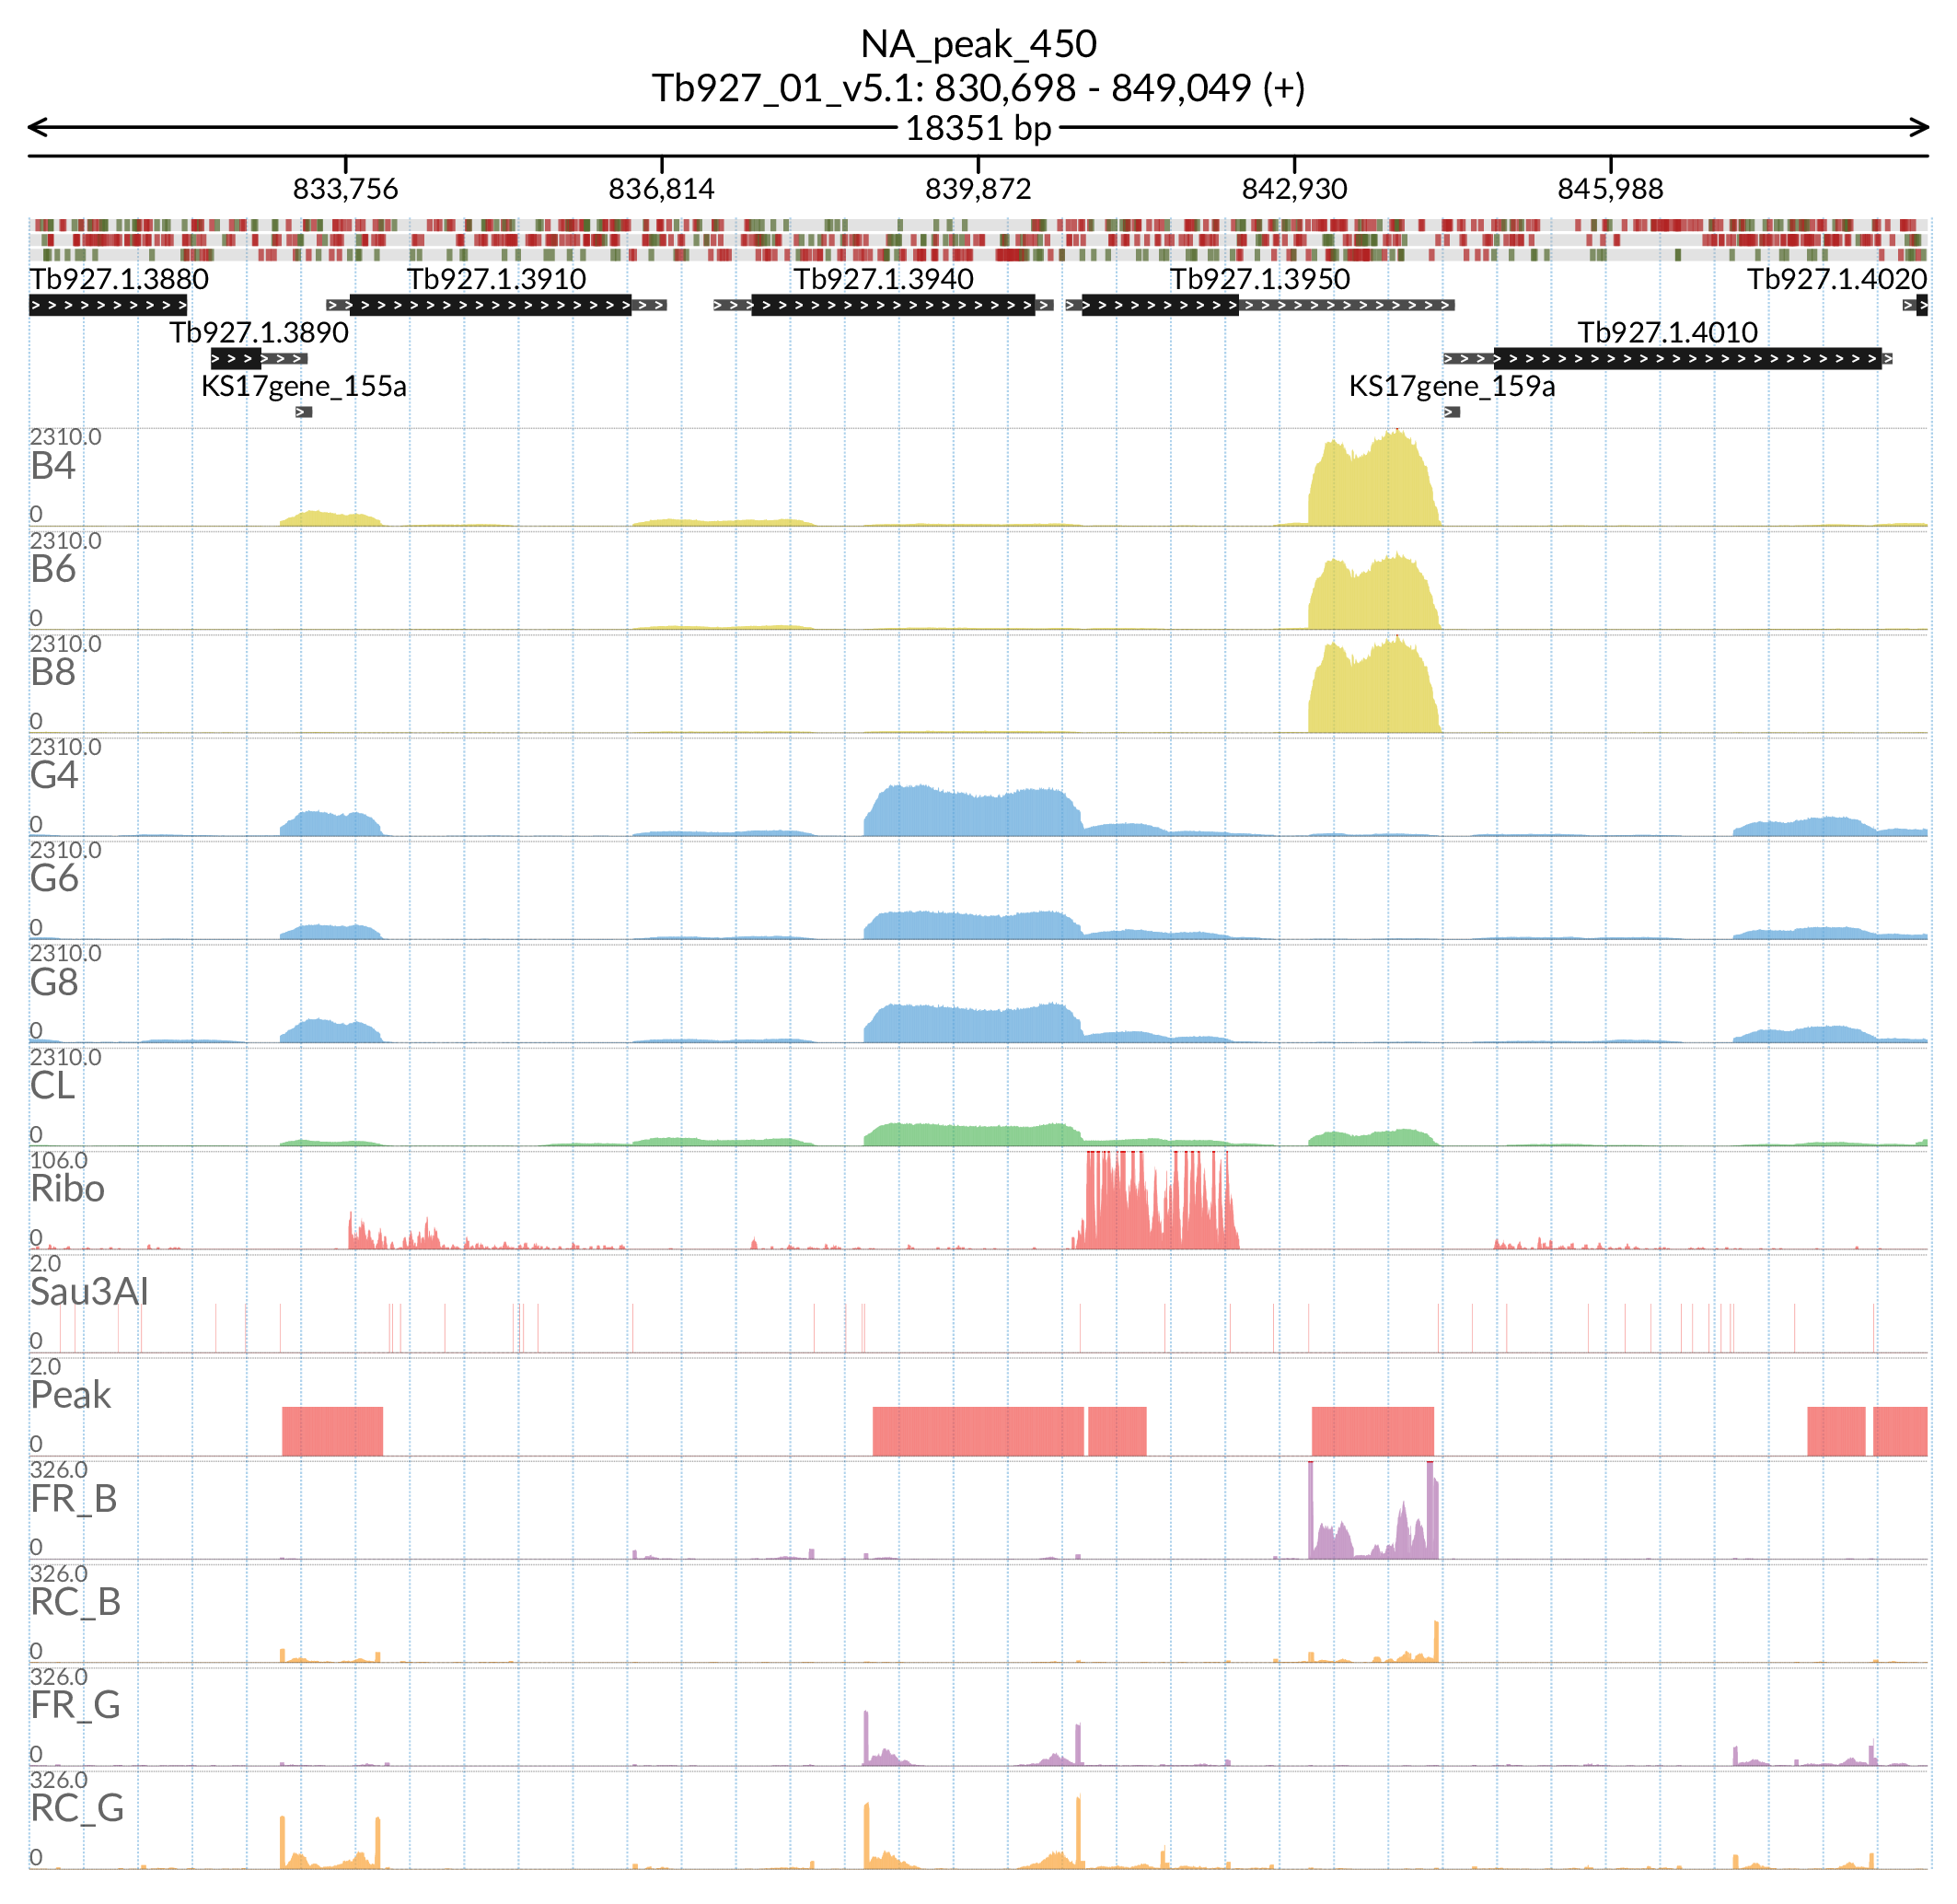 NA_peak_450
Tb927_01_v5.1: 830,698 - 849,049 (+)
18351 bp
833,756 836,814 839,872 842,930 845,988
Tb927.1.3880 Tb927.1.3910 Tb927.1.3940 Tb927.1.3950 Tb927.1.4020
Tb927.1.3890 Tb927.1.4010
KS17gene_155a KS17gene_159a
2310.0
B4
0
2310.0
B6
0
2310.0
B8
0
2310.0
G4
0
2310.0
G6
0
2310.0
G8
0
2310.0
CL
0
106.0
Ribo
0
2.0
Sau3AI
0
2.0
Peak
0
326.0
FR_B
0
326.0
RC_B
0
326.0
FR_G
0
326.0
RC_G
0